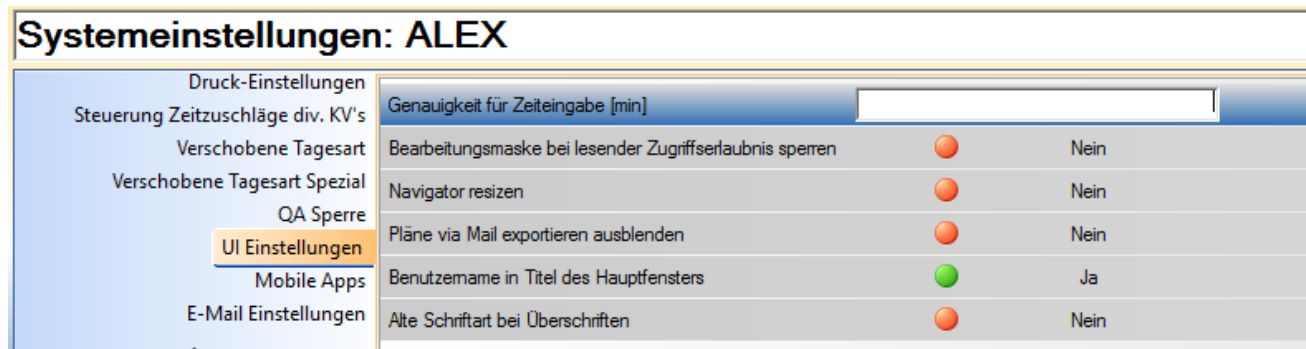 Systemeinstellungen: ALEX
Druck-Einstellungen
Steuerung Zeitzuschläge div. KV's
Verschobene Tagesart
Verschobene Tagesart Spezial
QA Sperre
UI Einstellungen
Mobile Apps
E-Mail Einstellungen
Genauigkeit für Zeiteingabe [min]
Bearbeitungsmaske bei lesender Zugriffserlaubnis sperren Nein
Navigator resizen Nein
Pläne via Mail exportieren ausblenden Nein
Benutzername in Titel des Hauptfensters Ja
Alte Schriftart bei Überschriften Nein